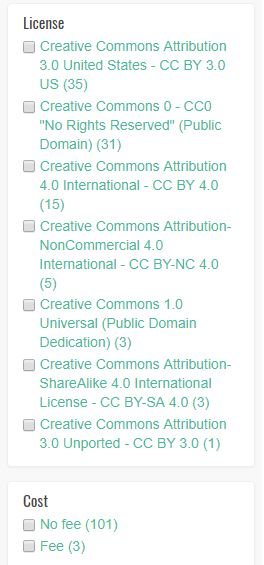 License
Creative Commons Attribution
3.0 United States - CC BY 3.0
US (35)
Creative Commons 0 - CC0
"No Rights Reserved" (Public
Domain) (31)
Creative Commons Attribution
4.0 International - CC BY 4.0
(15)
Creative Commons Attribution-
NonCommercial 4.0
International - CC BY-NC 4.0
(5)
Creative Commons 1.0
Universal (Public Domain
Dedication) (3)
Creative Commons Attribution-
ShareAlike 4.0 International
License - CC BY-SA 4.0 (3)
Creative Commons Attribution
3.0 Unported - CC BY 3.0 (1)
Cost
No fee (101)
Fee (3)